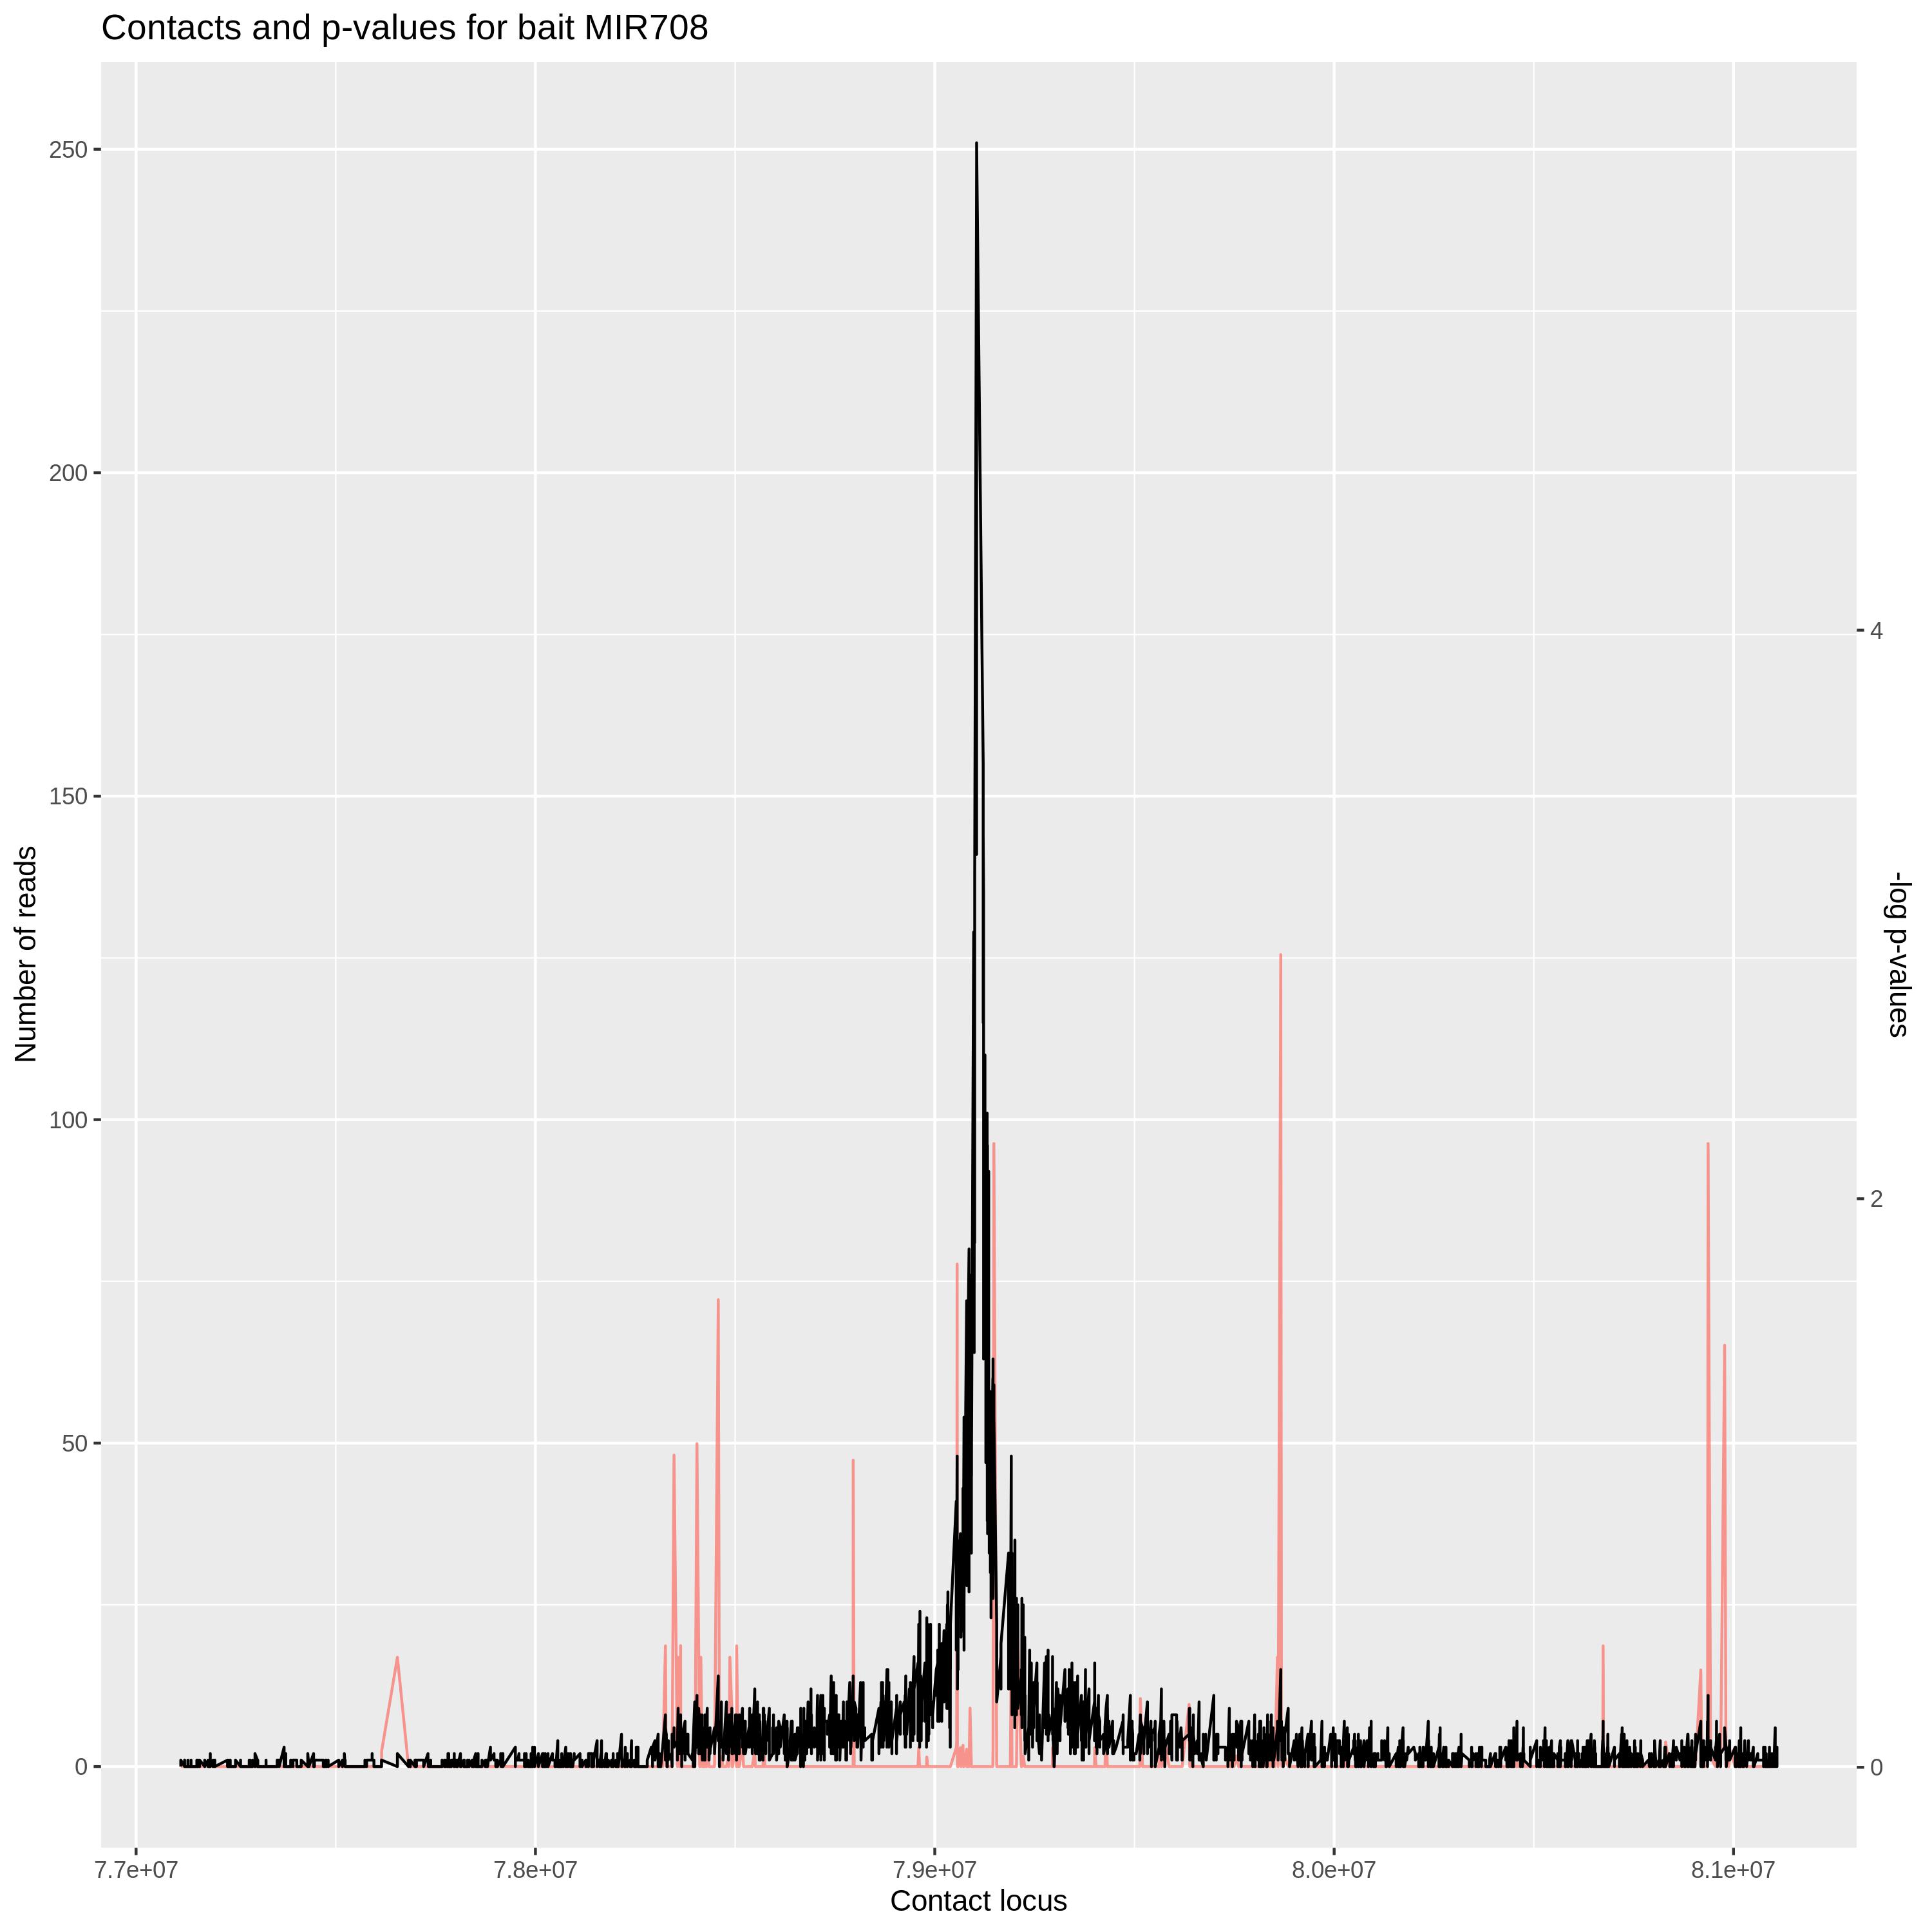 Contacts and p-values for bait MIR708
250
200
150
100
50
0
Number of reads
4
2
0
-log p-values
7.7e+07
7.8e+07
7.9e+07
8.0e+07
8.1e+07
Contact locus